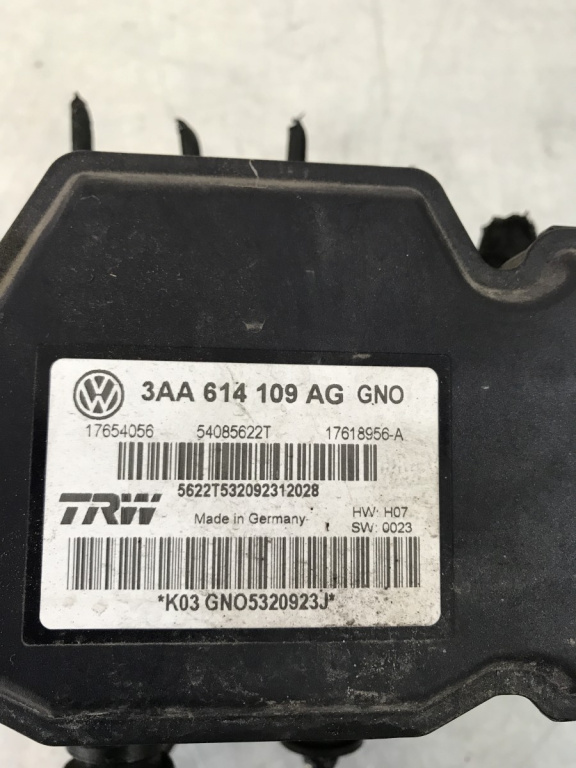 3AA 614 109 AG GNO
17654056 54085622T 17618956-A
5622T532092312028
TRW Made in Germany HW: H07
SW: 0023
*K03 GNO5320923J*